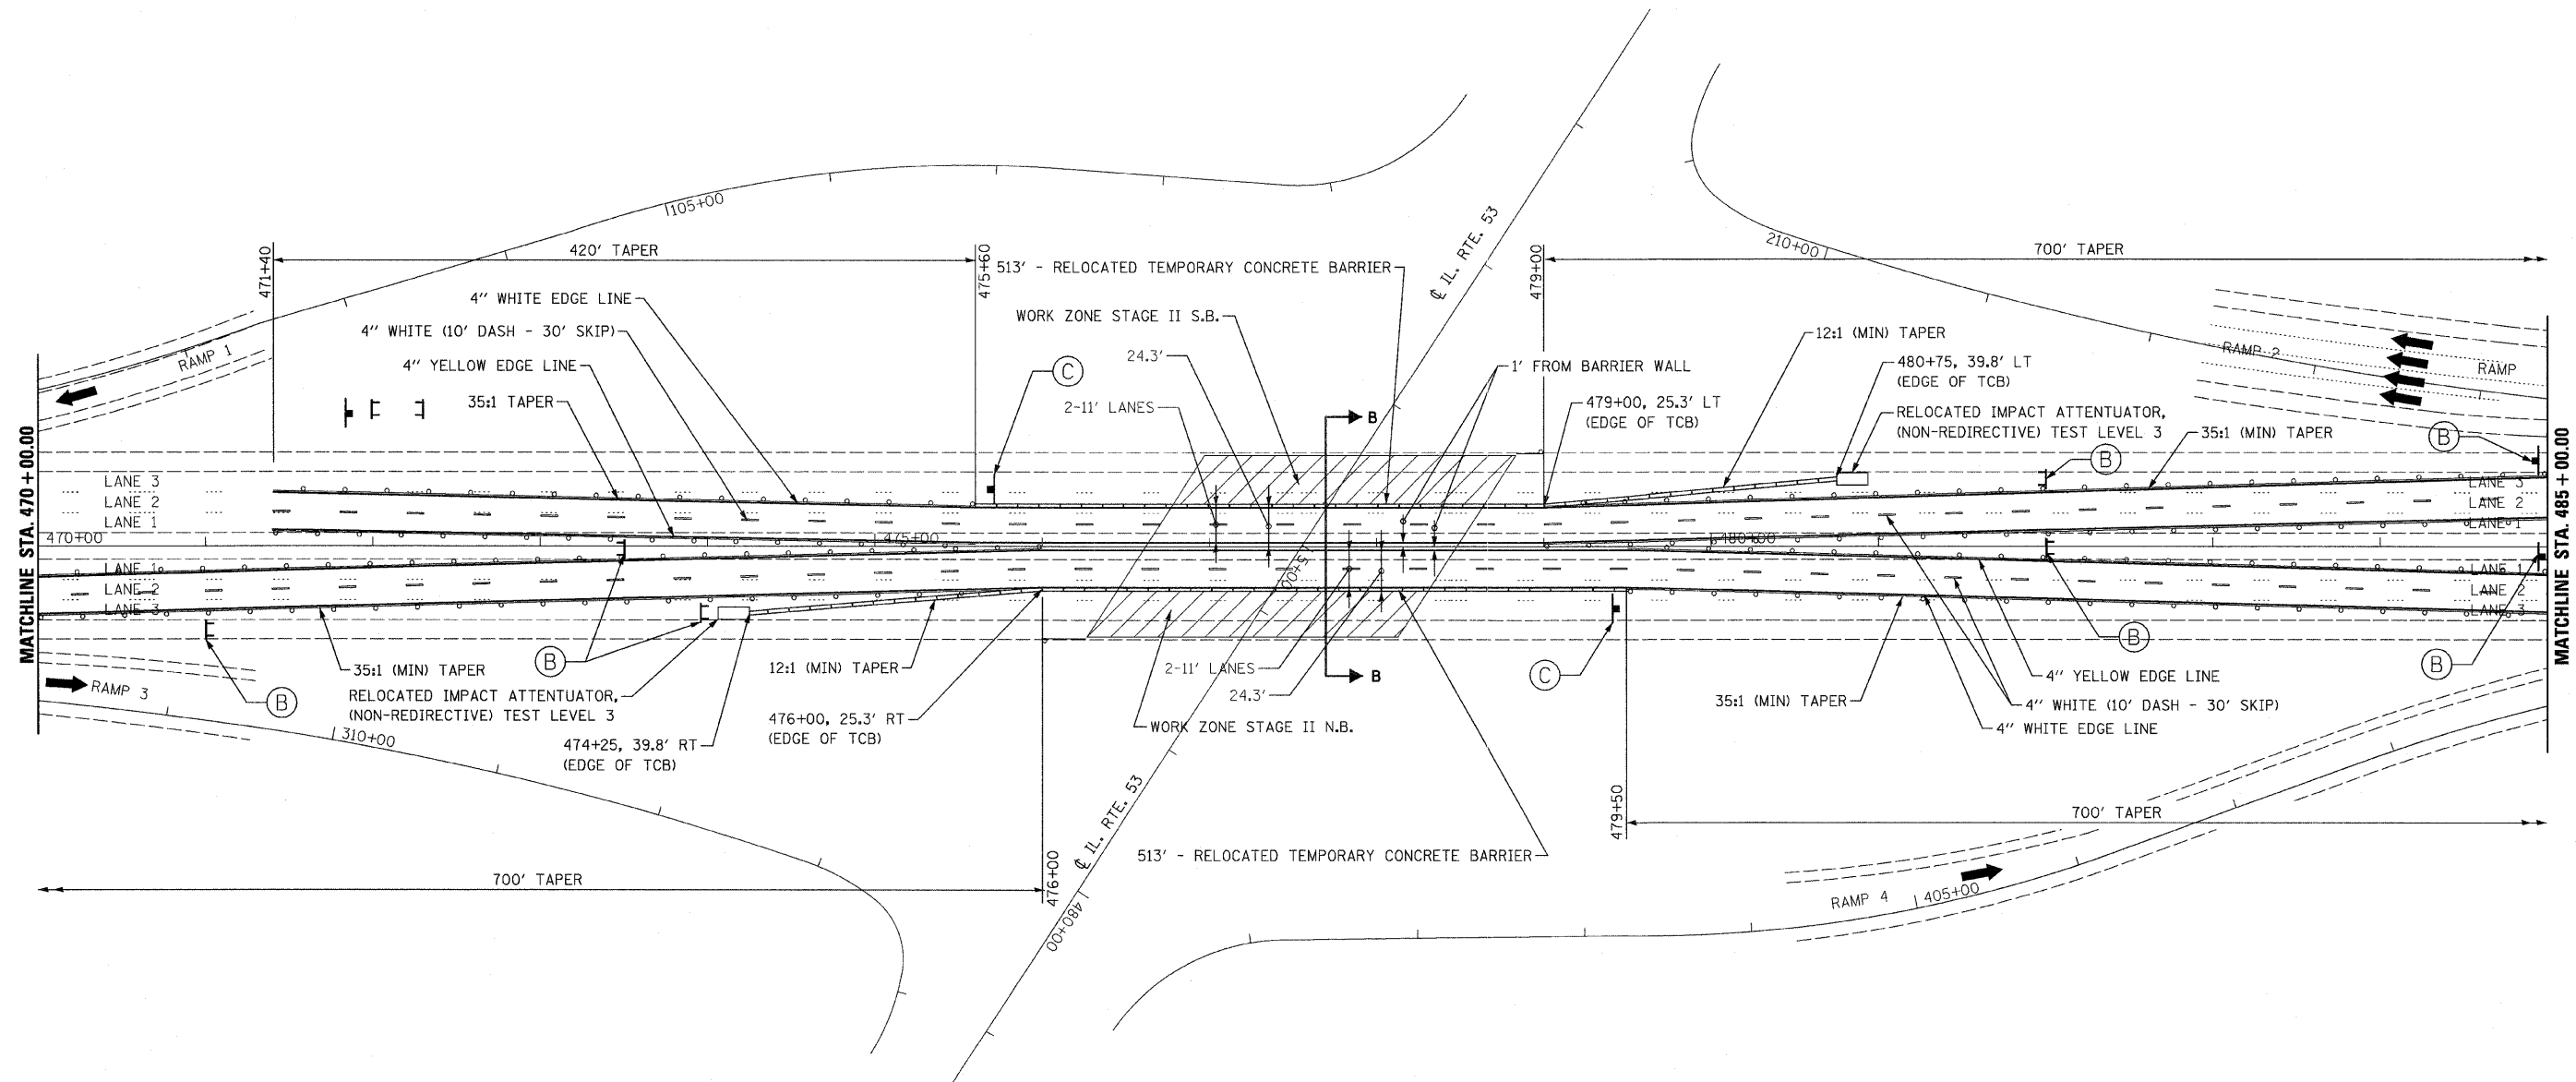 105+00
471+40
420' TAPER
475+60
513' - RELOCATED TEMPORARY CONCRETE BARRIER
℄ IL. RTE. 53
479+00
210+00
700' TAPER
4" WHITE EDGE LINE
4" WHITE (10' DASH - 30' SKIP)
4" YELLOW EDGE LINE
35:1 TAPER
WORK ZONE STAGE II S.B.
24.3'
2-11' LANES
C
1' FROM BARRIER WALL
479+00, 25.3' LT
(EDGE OF TCB)
12:1 (MIN) TAPER
480+75, 39.8' LT
(EDGE OF TCB)
RELOCATED IMPACT ATTENTUATOR,
(NON-REDIRECTIVE) TEST LEVEL 3
35:1 (MIN) TAPER
RAMP 1
RAMP 2
RAMP
B
B
B
MATCHLINE STA. 470+00.00
MATCHLINE STA. 485+00.00
LANE 3
LANE 2
LANE 1
470+00
475+00
480+00
LANE 3
LANE 2
LANE 1
LANE 1
LANE 2
LANE 3
LANE 1
LANE 2
LANE 3
RAMP 3
B
35:1 (MIN) TAPER
RELOCATED IMPACT ATTENTUATOR,
(NON-REDIRECTIVE) TEST LEVEL 3
B
12:1 (MIN) TAPER
474+25, 39.8' RT
(EDGE OF TCB)
476+00, 25.3' RT
(EDGE OF TCB)
310+00
2-11' LANES
24.3'
B
WORK ZONE STAGE II N.B.
C
35:1 (MIN) TAPER
B
B
4" YELLOW EDGE LINE
4" WHITE (10' DASH - 30' SKIP)
4" WHITE EDGE LINE
479+50
700' TAPER
513' - RELOCATED TEMPORARY CONCRETE BARRIER
700' TAPER
476+00
℄ IL. RTE. 53
480+00
RAMP 4
405+00